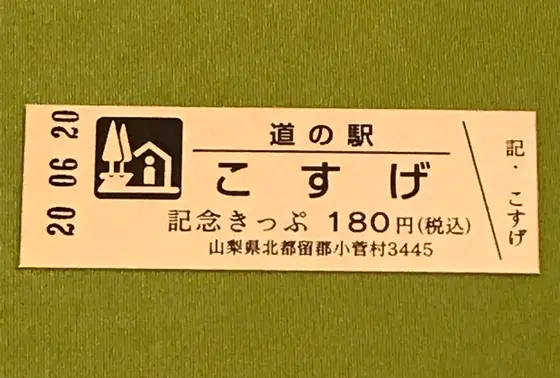 20 06 20
道の駅
こすげ
記念きっぷ 180円(税込)
山梨県北都留郡小菅村3445
記・こすげ